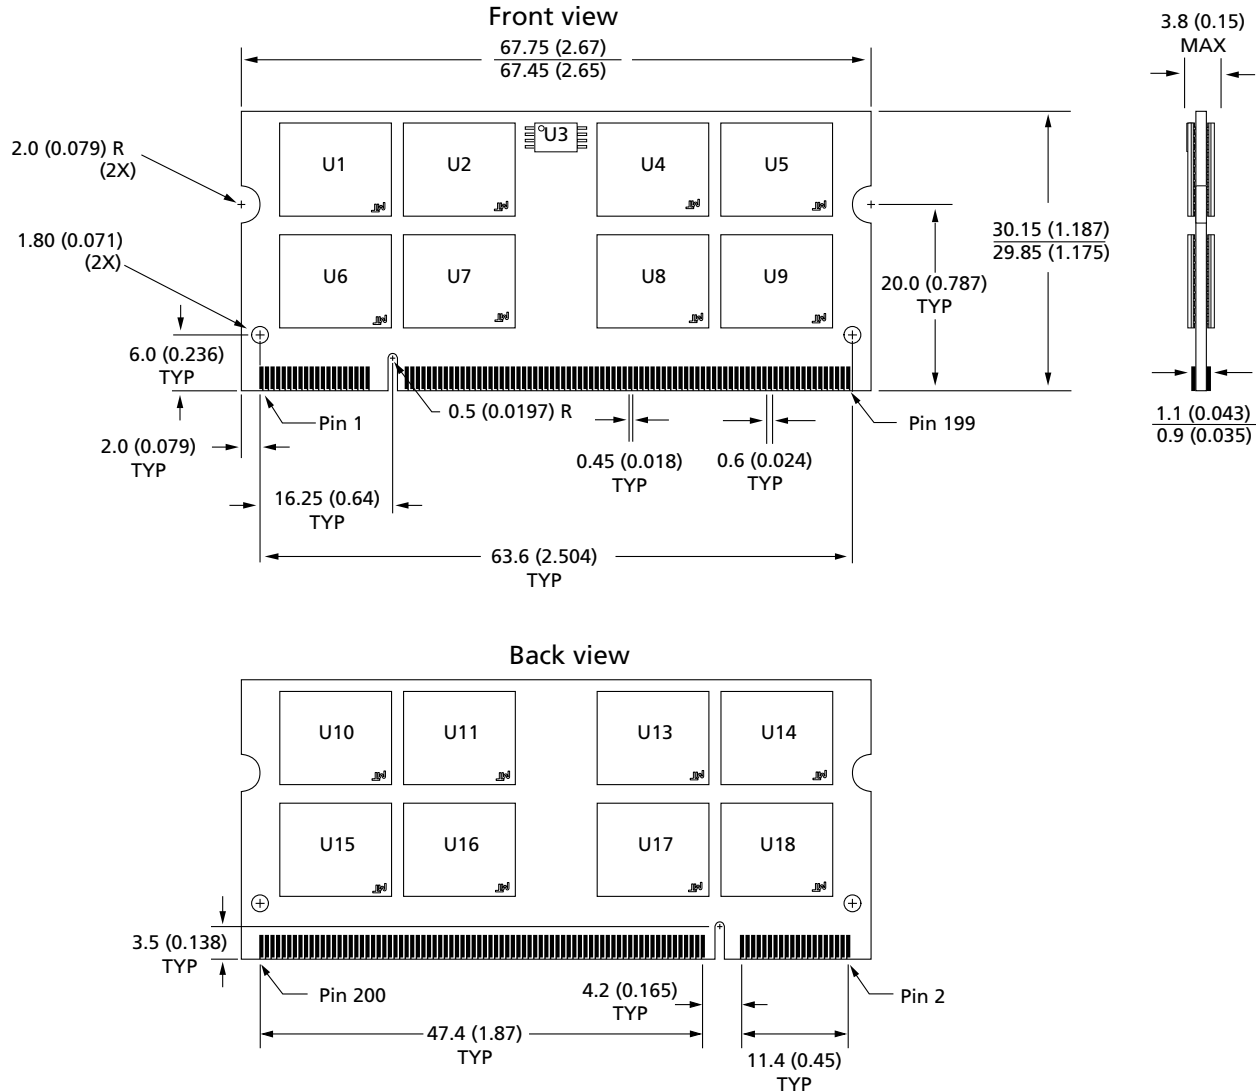 Front view
67.75 (2.67)
67.45 (2.65)
3.8 (0.15)
MAX
2.0 (0.079) R
(2X)
U1
U2
U3
U4
U5
1.80 (0.071)
(2X)
U6
U7
U8
U9
20.0 (0.787)
TYP
30.15 (1.187)
29.85 (1.175)
6.0 (0.236)
TYP
Pin 1
0.5 (0.0197) R
Pin 199
1.1 (0.043)
0.9 (0.035)
2.0 (0.079)
TYP
0.45 (0.018)
TYP
0.6 (0.024)
TYP
16.25 (0.64)
TYP
63.6 (2.504)
TYP
Back view
U10
U11
U13
U14
U15
U16
U17
U18
3.5 (0.138)
TYP
Pin 200
4.2 (0.165)
TYP
Pin 2
47.4 (1.87)
TYP
11.4 (0.45)
TYP